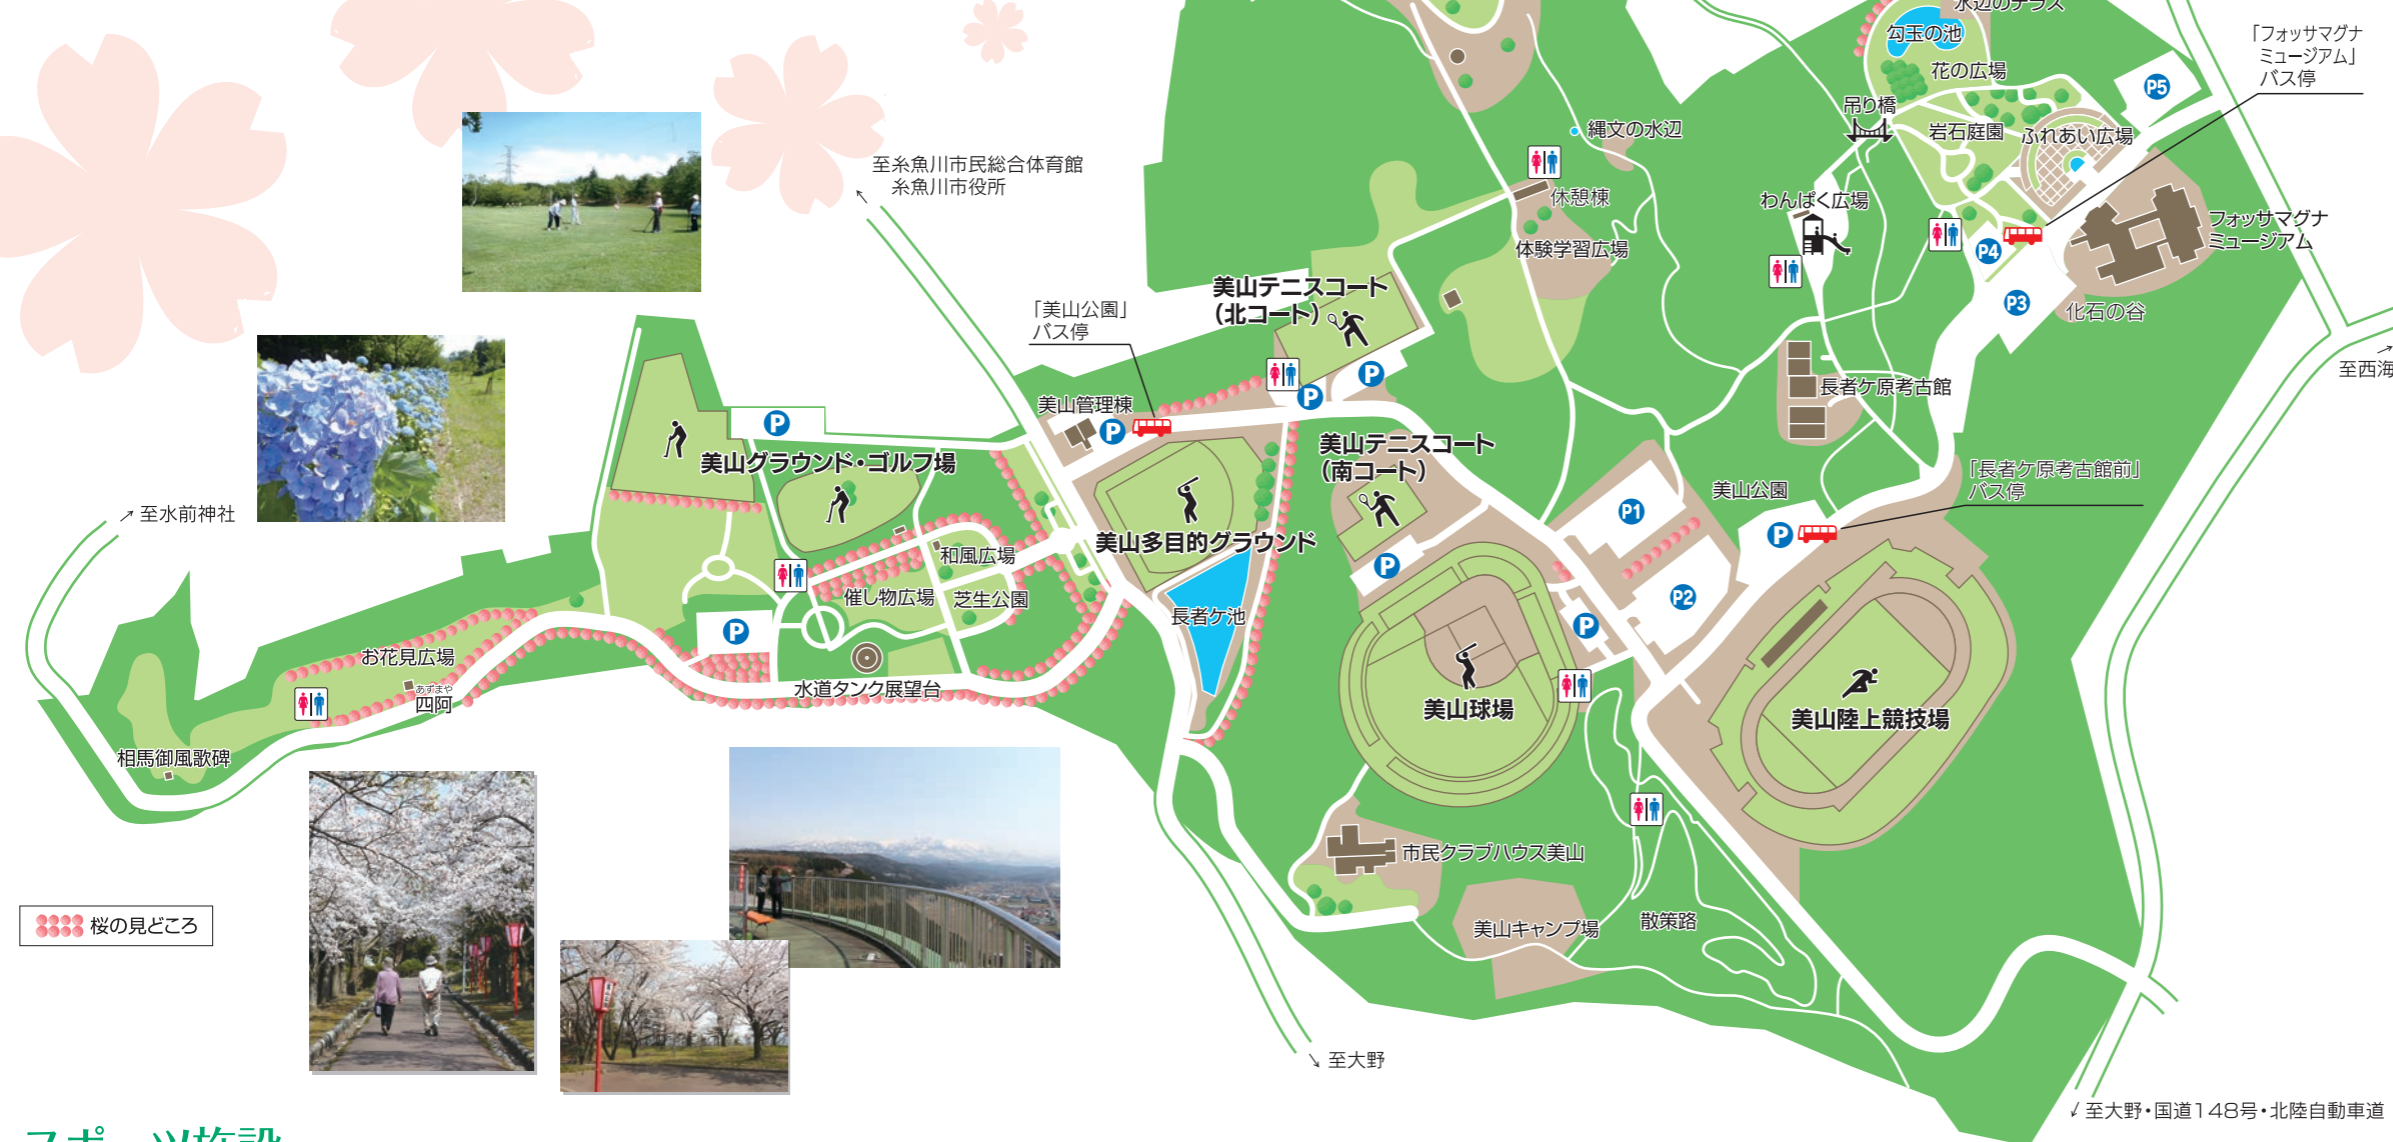 水辺のテラス
勾玉の池
「フォッサマグナ
ミュージアム」
バス停
花の広場
P5
吊り橋
岩石庭園
ふれあい広場
縄文の水辺
至糸魚川市民総合体育館
糸魚川市役所
休憩棟
わんぱく広場
フォッサマグナ
ミュージアム
体験学習広場
P4
美山テニスコート
（北コート）
P3
化石の谷
「美山公園」
バス停
至西海
P
P
長者ケ原考古館
美山管理棟
P
P
美山グラウンド・ゴルフ場
美山テニスコート
（南コート）
「長者ケ原考古館前」
バス停
美山公園
P1
至水前神社
P
美山多目的グラウンド
和風広場
P
催し物広場
芝生公園
P2
長者ケ池
P
P
お花見広場
水道タンク展望台
あずまや
四阿
美山球場
美山陸上競技場
相馬御風歌碑
市民クラブハウス美山
桜の見どころ
美山キャンプ場
散策路
至大野
至大野・国道148号・北陸自動車道
スポーツ施設